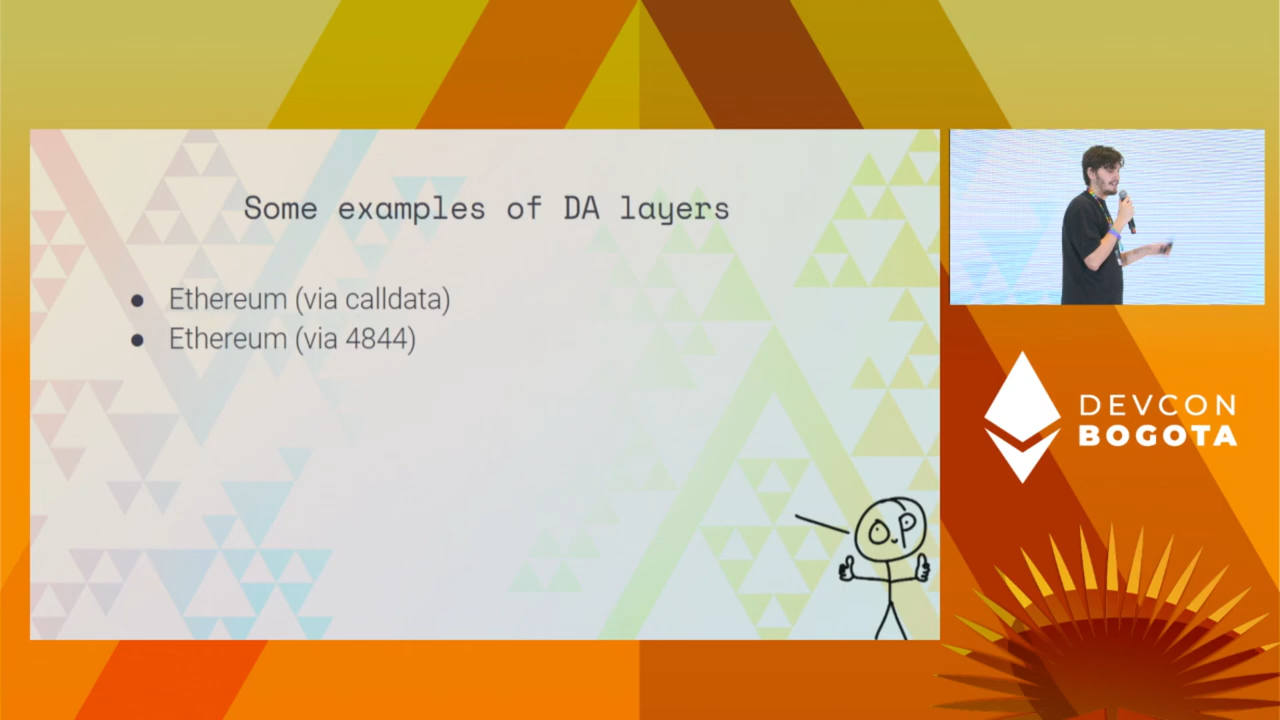 Some examples of DA layers
● Ethereum (via calldata)
● Ethereum (via 4844)
O.P
DEVCON
BOGOTA